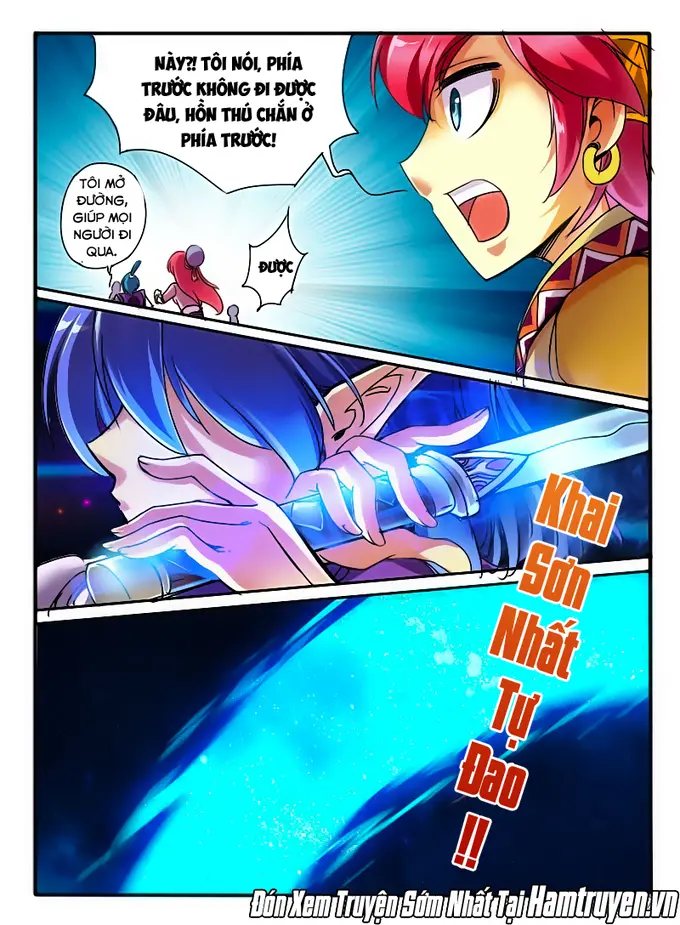 NÀY?! TÔI NÓI, PHÍA
TRƯỚC KHÔNG ĐI ĐƯỢC
ĐÂU, HỒN THÚ CHẮN Ở
PHÍA TRƯỚC!
TÔI MỞ
ĐƯỜNG,
GIÚP MỌI
NGƯỜI ĐI
QUA.
ĐƯỢC
Khai
Sơn
Nhất
Tự
Đao
!!
Đón Xem Truyện Sớm Nhất Tại Hamtruyen.vn